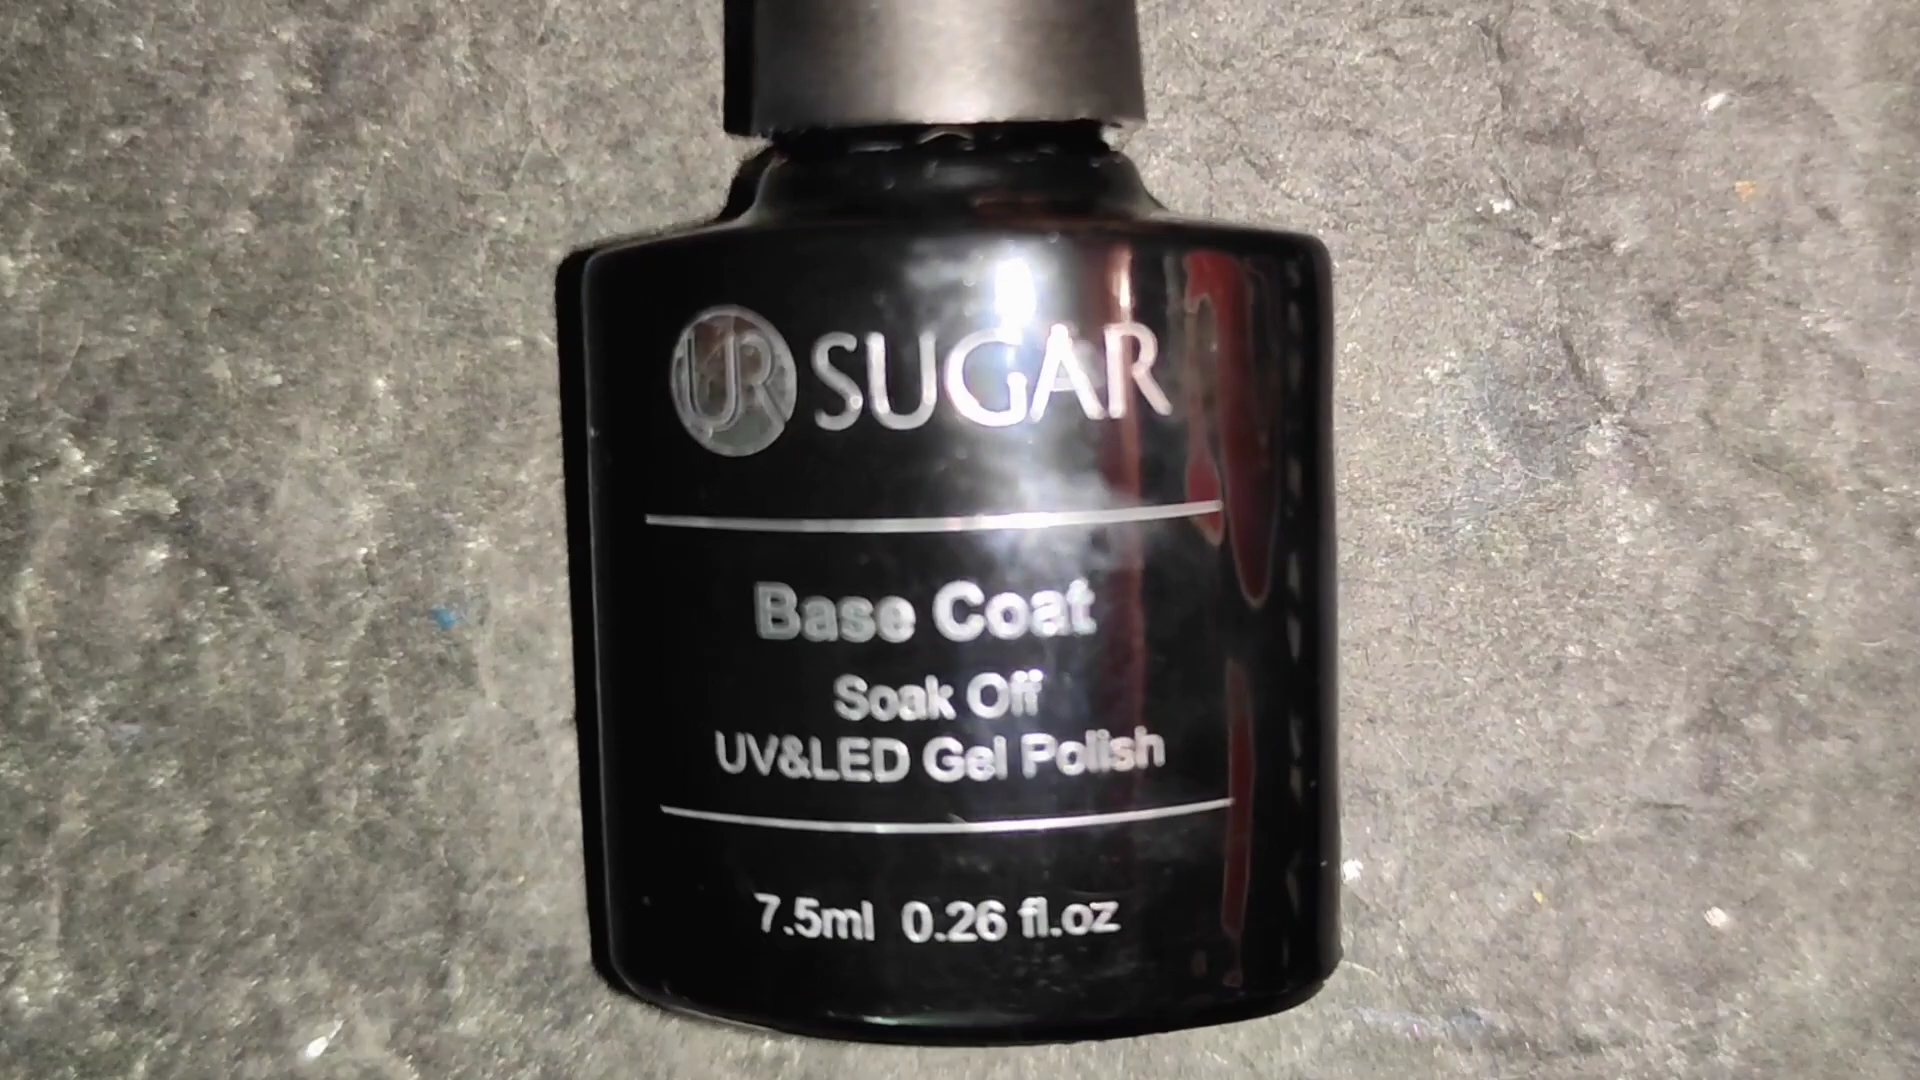 UR SUGAR
Base Coat
Soak Off
UV&LED Gel Polish
7.5ml 0.26 fl.oz